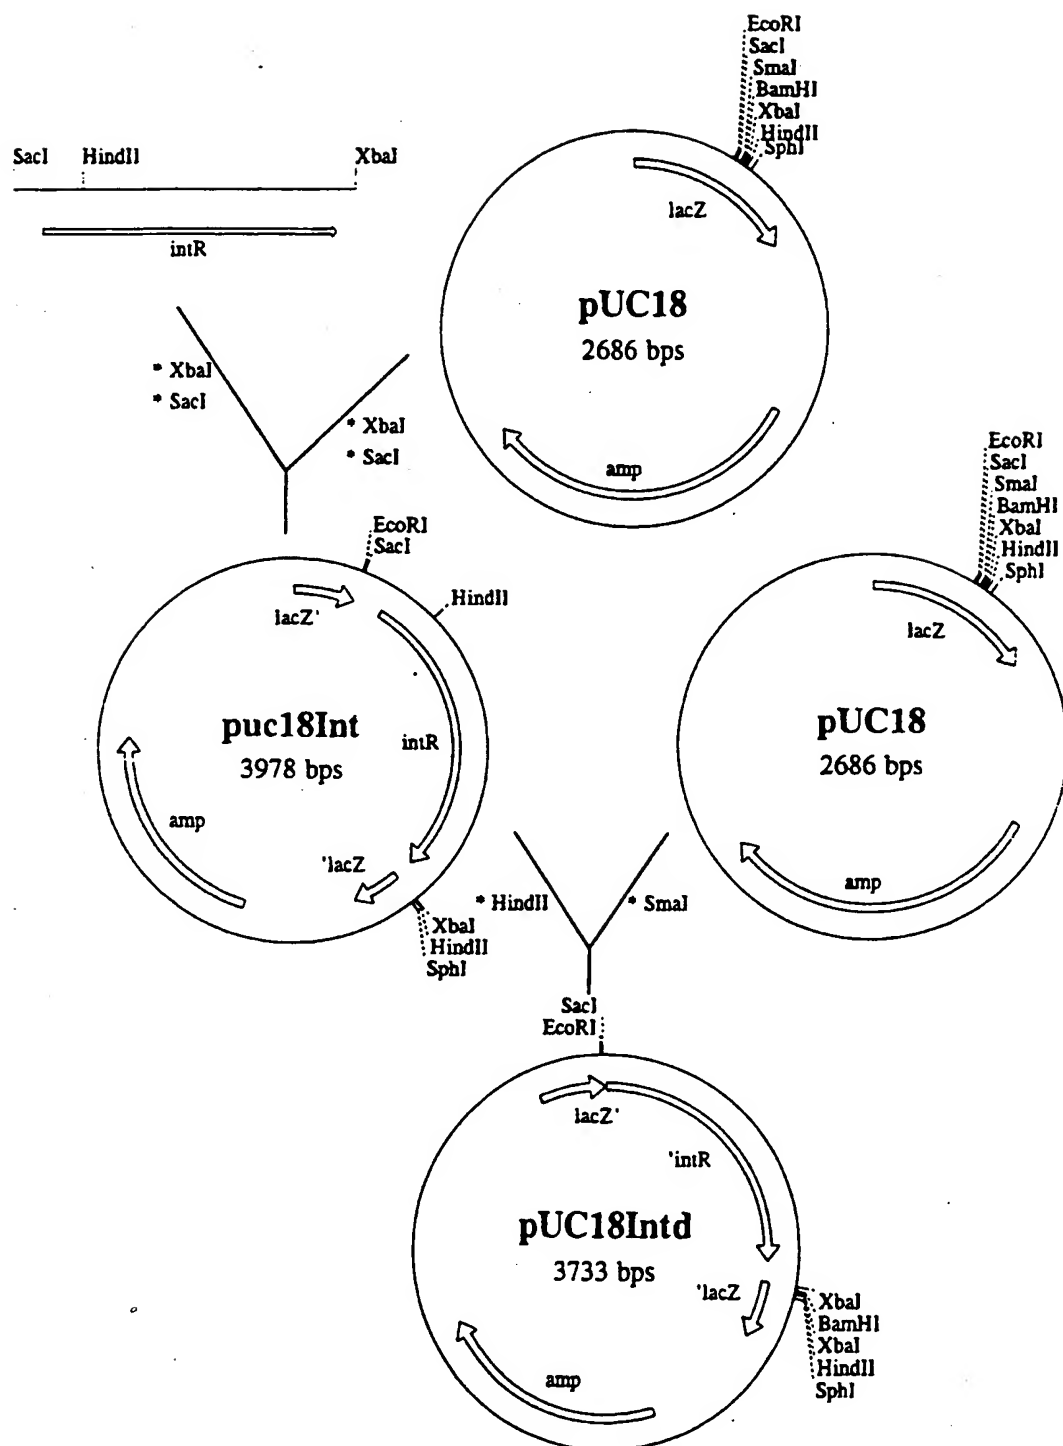 EcoRI
SacI
SmaI
BamHI
XbaI
HindII
SphI
SacI HindII XbaI
intR
lacZ
pUC18
2686 bps
amp
* XbaI
* SacI
* XbaI
* SacI
EcoRI
SacI
HindII
lacZ'
puc18Int
3978 bps
intR
amp
'lacZ
XbaI
HindII
SphI
EcoRI
SacI
SmaI
BamHI
XbaI
HindII
SphI
lacZ
pUC18
2686 bps
amp
* HindII
* SmaI
SacI
EcoRI
lacZ'
'intR
pUC18Intd
3733 bps
'lacZ
amp
XbaI
BamHI
XbaI
HindII
SphI